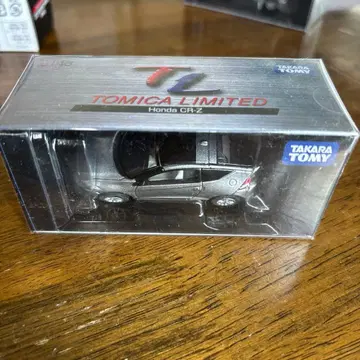 TL
TOMICA LIMITED
Honda CR-Z
TAKARA
TOMY
TAKARA
TOMY